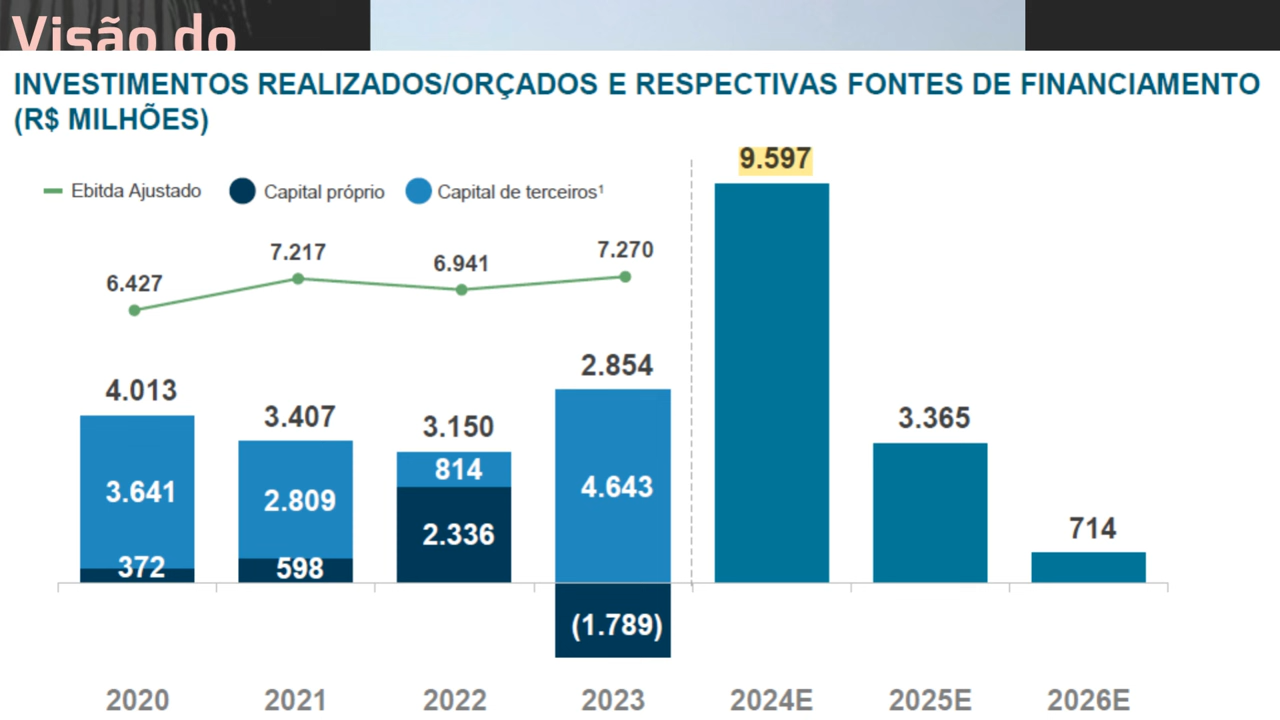 Visão do
INVESTIMENTOS REALIZADOS/ORÇADOS E RESPECTIVAS FONTES DE FINANCIAMENTO
(R$ MILHÕES)
Ebitda Ajustado
Capital próprio
Capital de terceiros¹
6.427
7.217
6.941
7.270
4.013
3.641
372
3.407
2.809
598
3.150
814
2.336
2.854
4.643
(1.789)
9.597
3.365
714
2020
2021
2022
2023
2024E
2025E
2026E